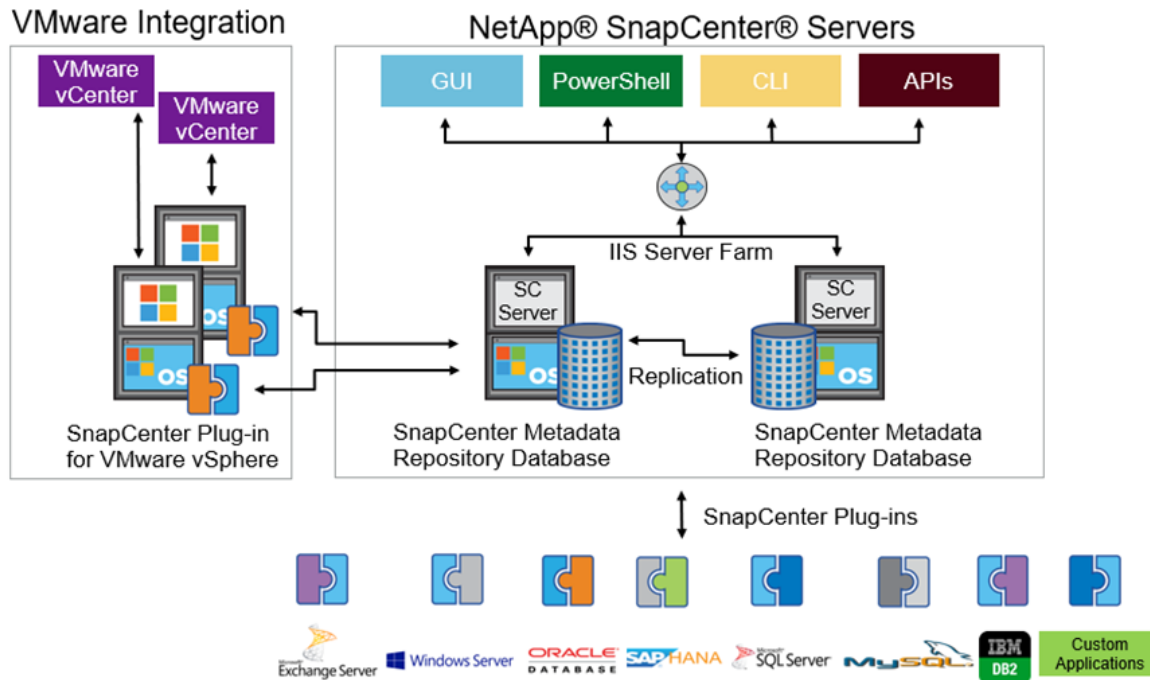 VMware Integration
NetApp® SnapCenter® Servers
VMware
vCenter
VMware
vCenter
GUI
PowerShell
CLI
APIs
IIS Server Farm
SC
Server
SC
Server
OS
OS
OS
OS
Replication
SnapCenter Plug-in
for VMware vSphere
SnapCenter Metadata
Repository Database
SnapCenter Metadata
Repository Database
SnapCenter Plug-ins
Microsoft
Exchange Server
Windows Server
ORACLE
DATABASE
SAP HANA
Microsoft
SQL Server
MySQL
IBM
DB2
Custom
Applications